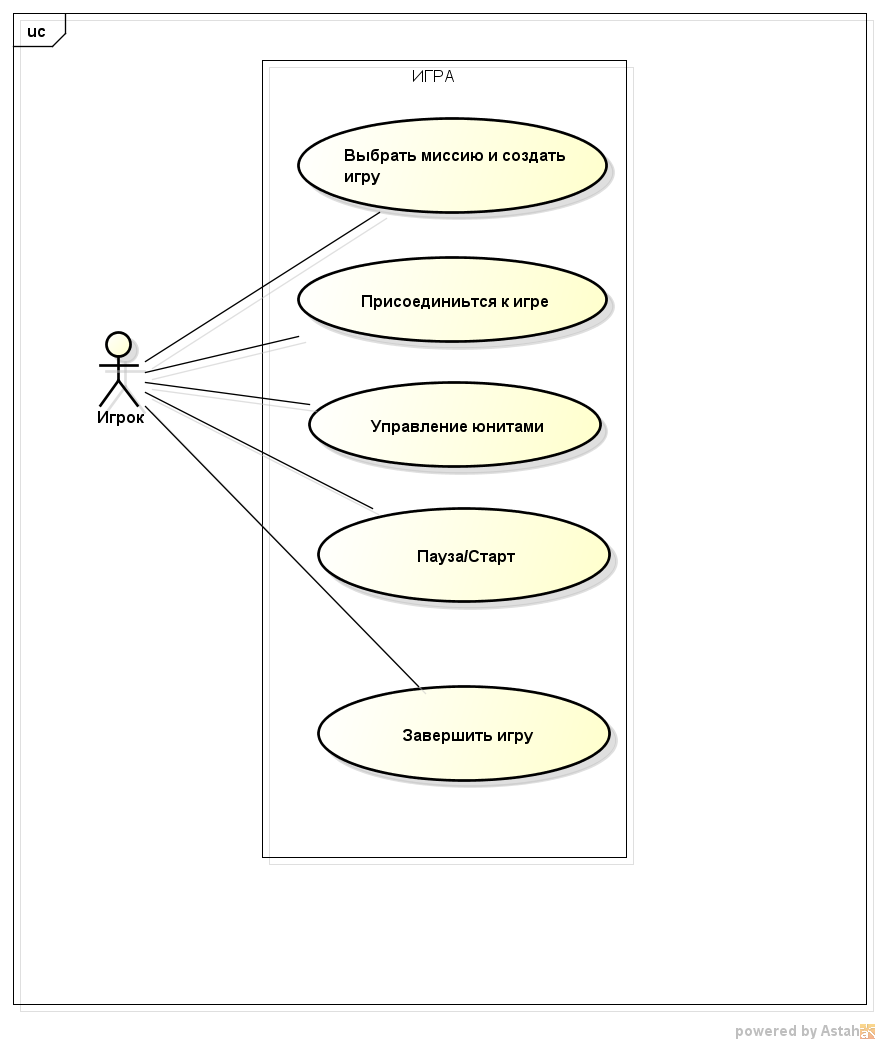 uc
ИГРА
Выбрать миссию и создать
игру
Присоединиьтся к игре
Управление юнитами
Игрок
Пауза/Старт
Завершить игру
powered by Astah